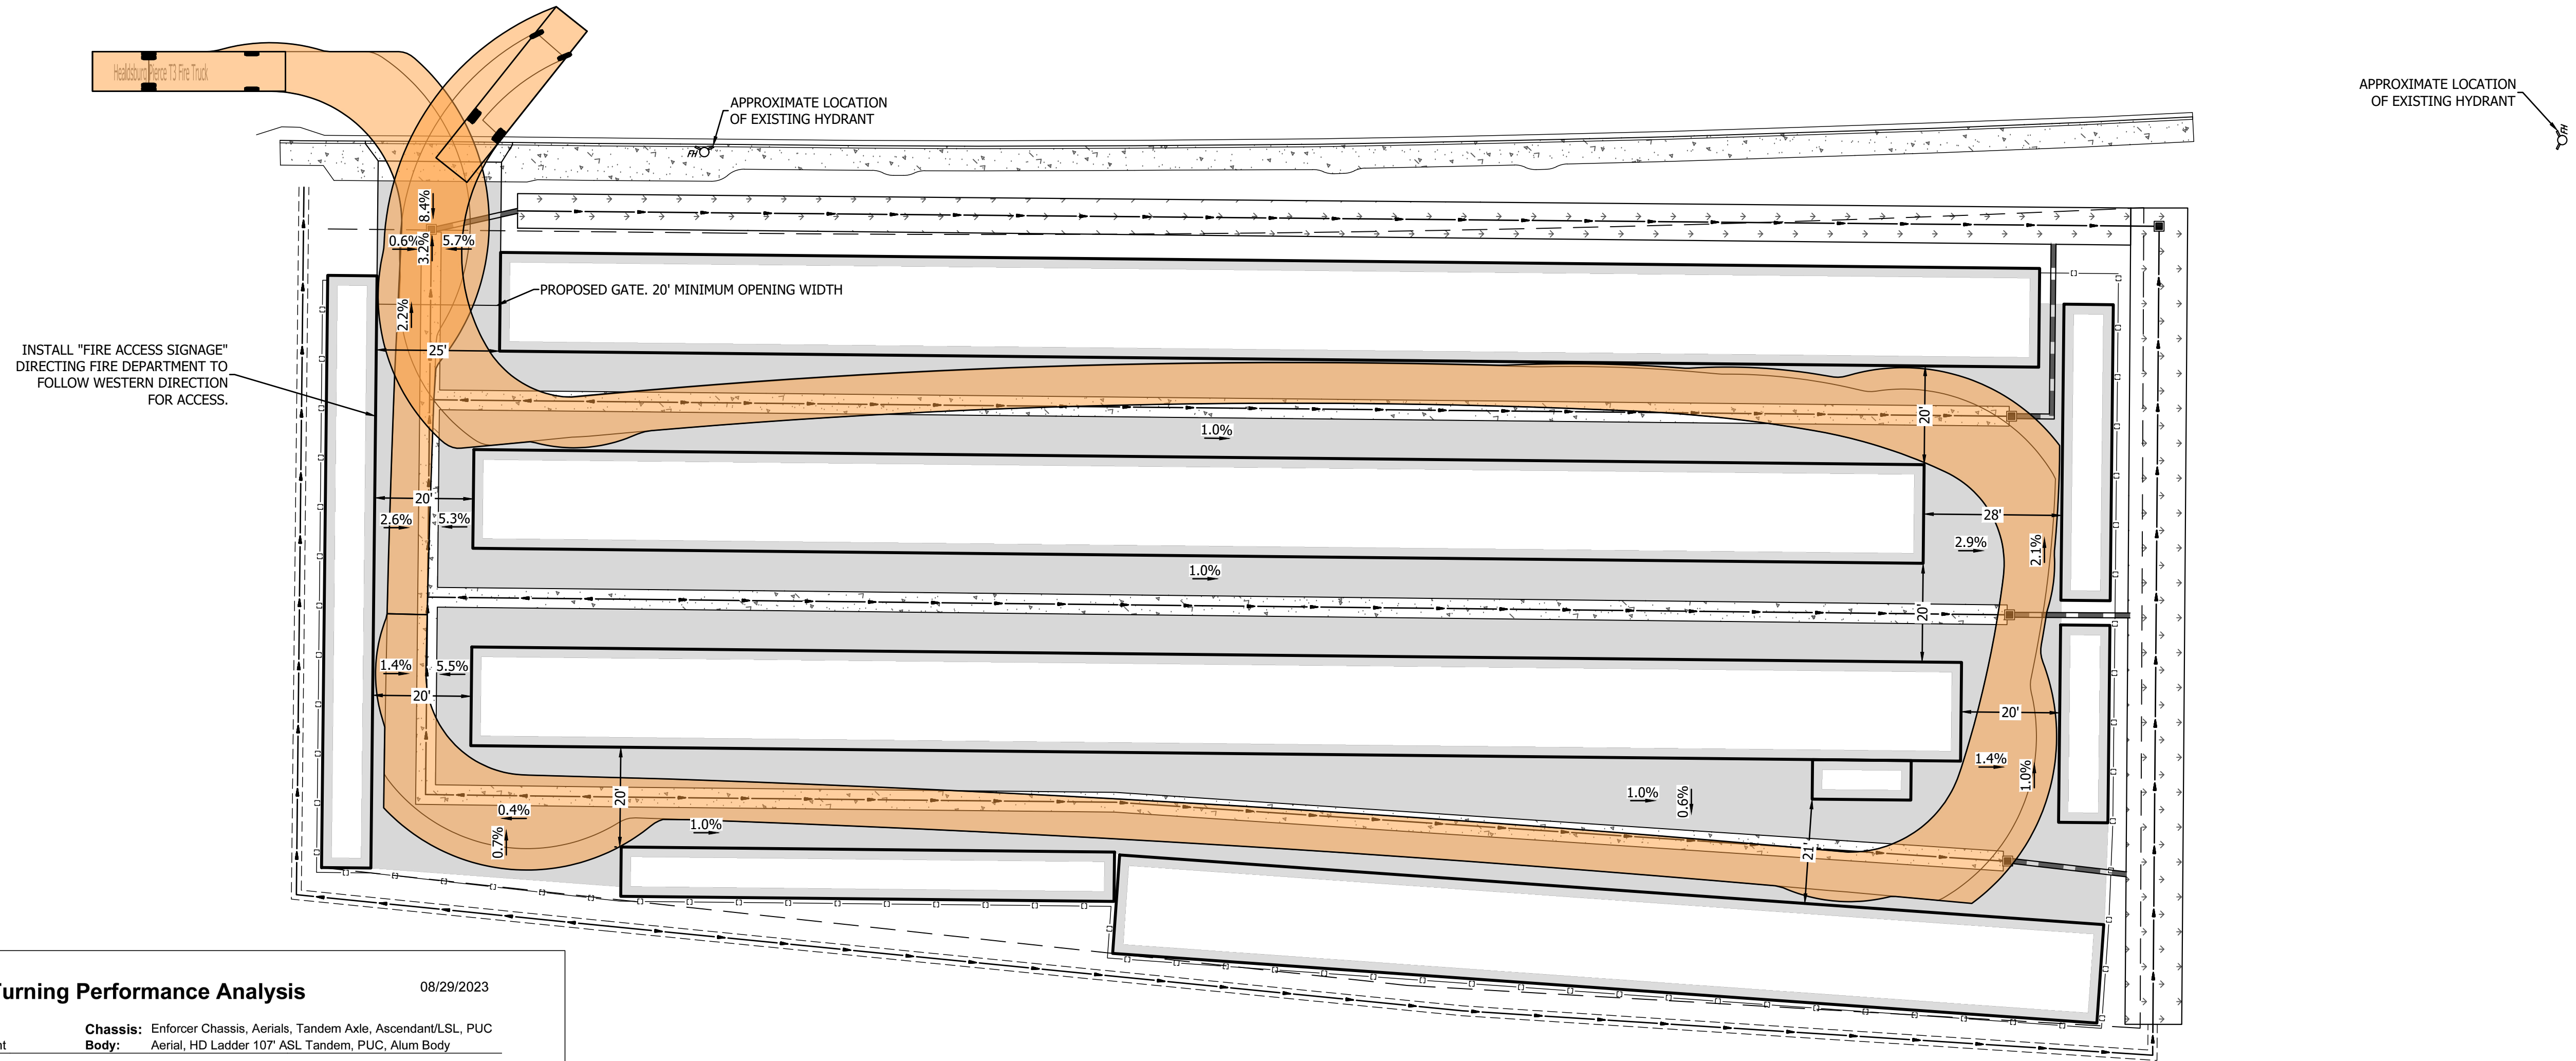 Healdsburg Pierce T3 Fire Truck
APPROXIMATE LOCATION
OF EXISTING HYDRANT
FH
APPROXIMATE LOCATION
OF EXISTING HYDRANT
FH
8.4%
0.6%
3.2%
5.7%
PROPOSED GATE. 20' MINIMUM OPENING WIDTH
2.2%
25'
INSTALL "FIRE ACCESS SIGNAGE"
DIRECTING FIRE DEPARTMENT TO
FOLLOW WESTERN DIRECTION
FOR ACCESS.
20'
1.0%
20'
2.6%
5.3%
28'
2.9%
2.1%
1.0%
20'
1.4%
5.5%
20'
20'
1.4%
1.0%
20'
0.4%
0.7%
1.0%
1.0%
0.6%
21'
Turning Performance Analysis
08/29/2023
Chassis: Enforcer Chassis, Aerials, Tandem Axle, Ascendant/LSL, PUC
Body: Aerial, HD Ladder 107' ASL Tandem, PUC, Alum Body